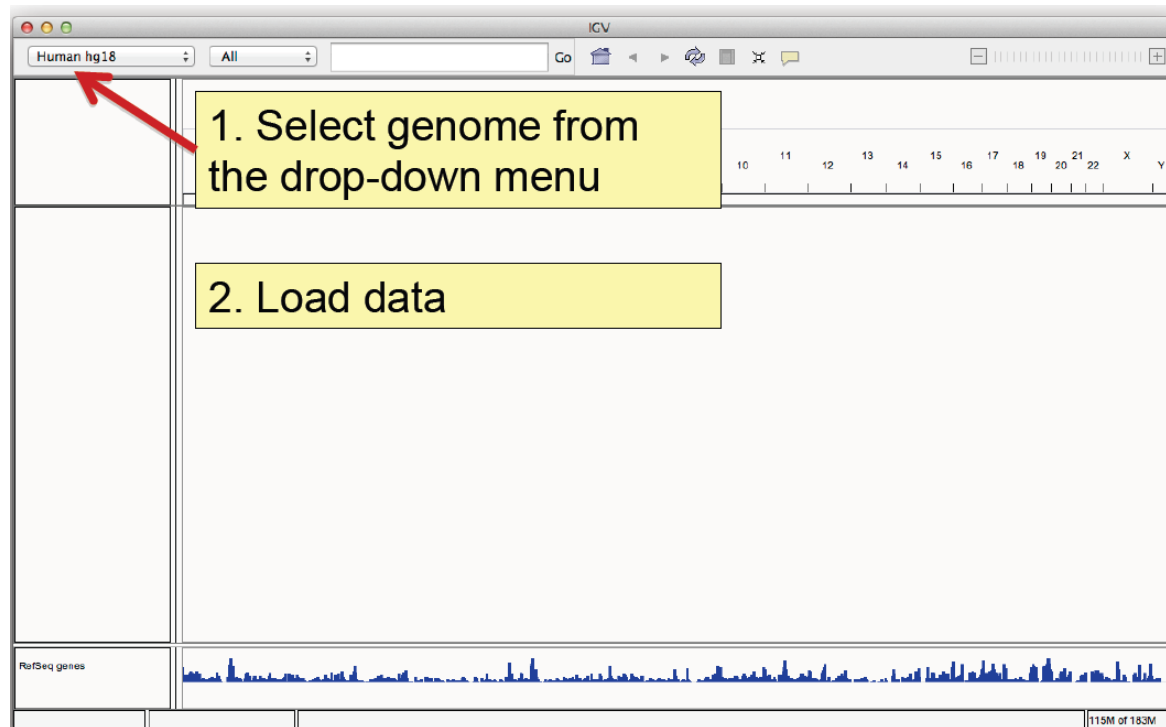 IGV
Human hg18 All Go
1. Select genome from
the drop-down menu
10 11 12 13 14 15 16 17 18 19 20 21 22 X Y
2. Load data
RefSeq genes
115M of 183M